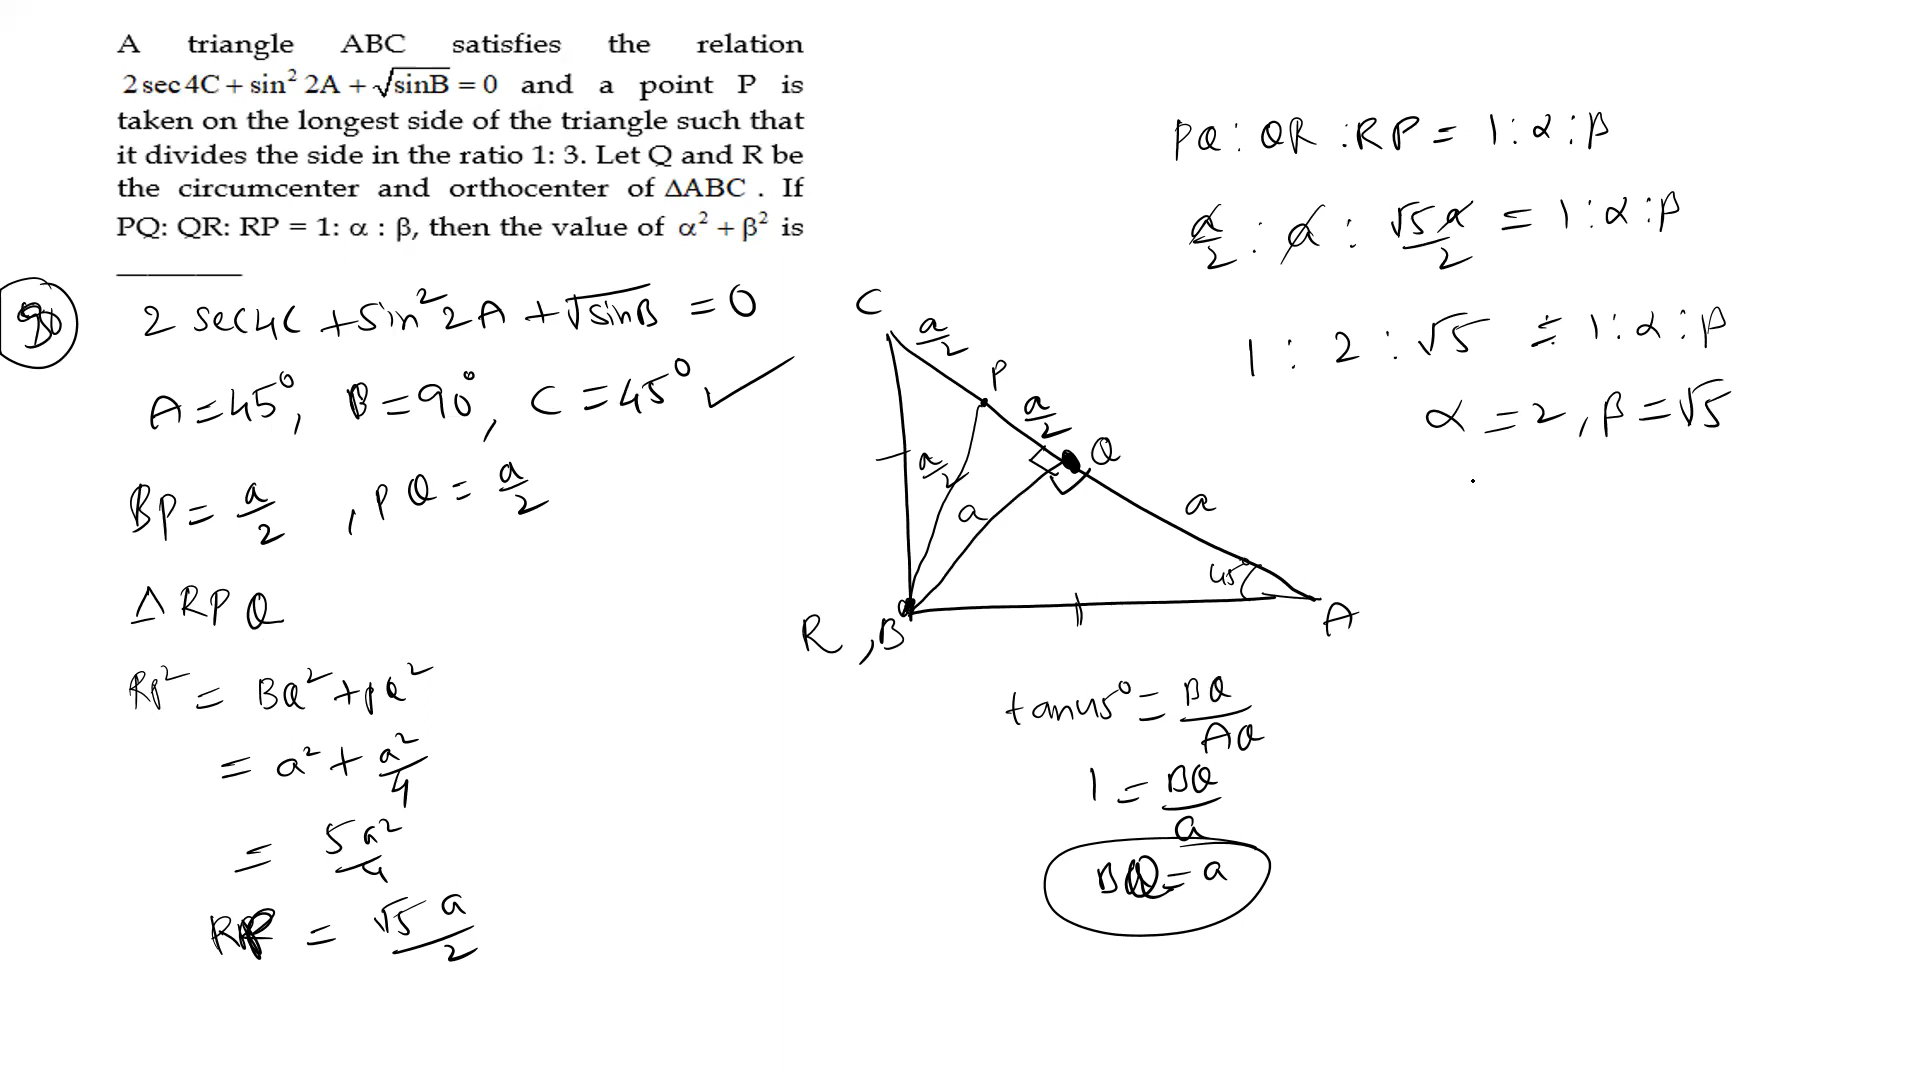 A triangle ABC satisfies the relation
2 sec 4C + sin² 2A + √sinB = 0 and a point P is
taken on the longest side of the triangle such that
it divides the side in the ratio 1: 3. Let Q and R be
the circumcenter and orthocenter of ΔABC . If
PQ: QR: RP = 1: α : β, then the value of α² + β² is
________
90
2 sec4C + sin²2A + √sinB = 0
A = 45°, B = 90°, C = 45° ✓
BP = a/2 , PQ = a/2
△ RPQ
RP² = BQ² + PQ²
= a² + a²/4
= 5a²/4
RP = √5 a/2
C
a/2
P
a/2
Q
a/2
a
a
45°
R , B
A
tan45° = BQ/AQ
1 = BQ/a
BQ = a
PQ : QR : RP = 1 : α : β
a/2 : a : √5a/2 = 1 : α : β
1 : 2 : √5 = 1 : α : β
α = 2 , β = √5